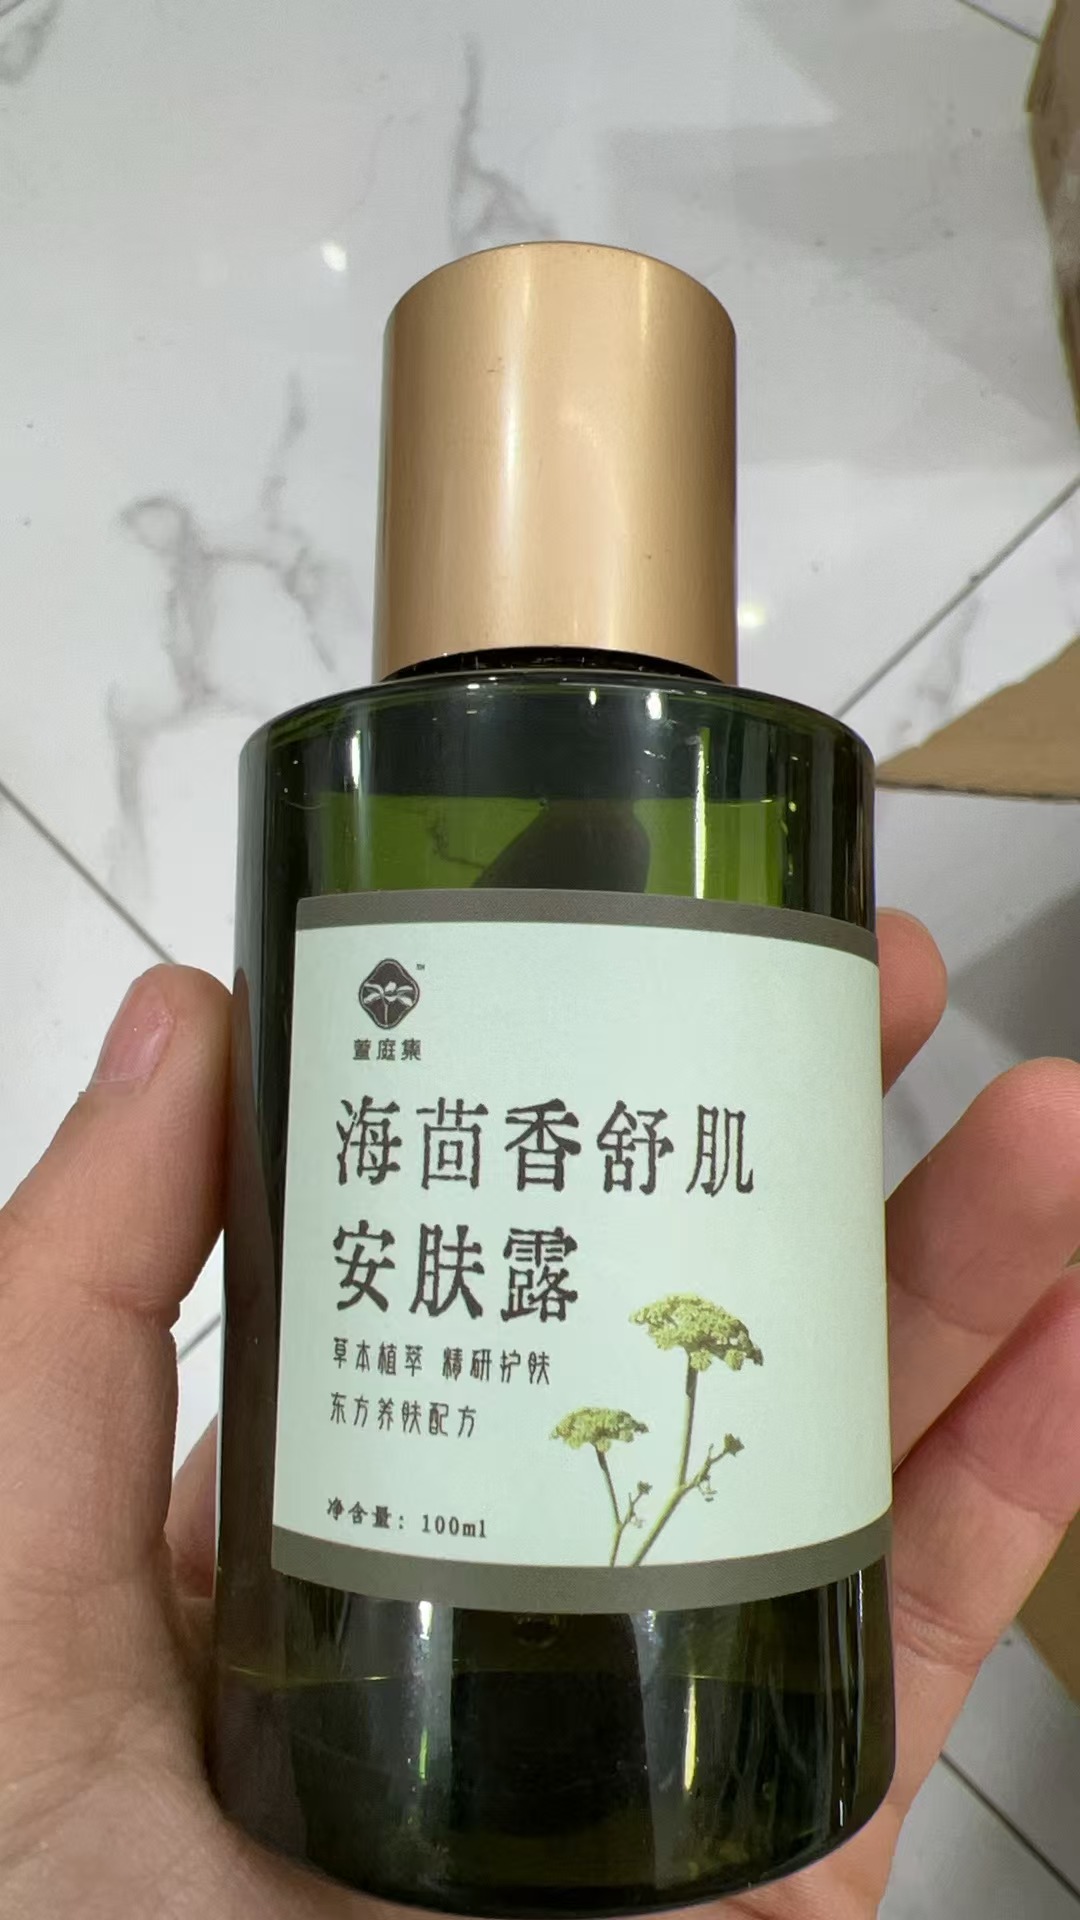 TM
萱庭集
海茴香舒肌
安肤露
草本植萃 精研护肤
东方养肤配方
净含量：100ml